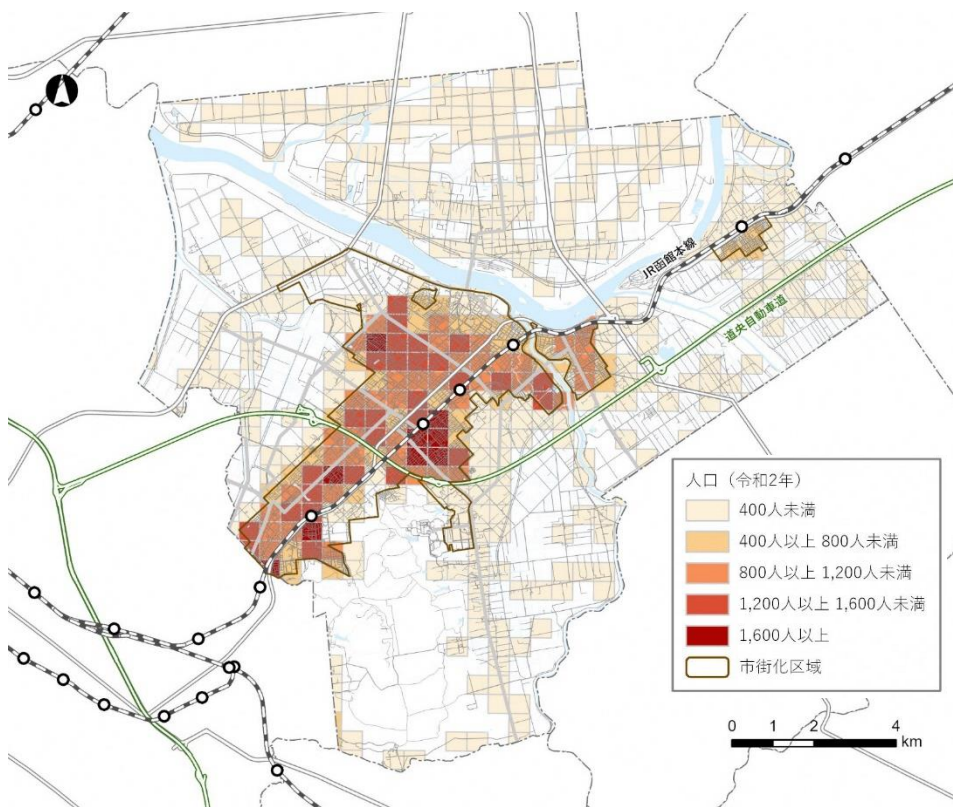 JR函館本線
道央自動車道
人口（令和2年）
400人未満
400人以上 800人未満
800人以上 1,200人未満
1,200人以上 1,600人未満
1,600人以上
市街化区域
0 1 2 4
km